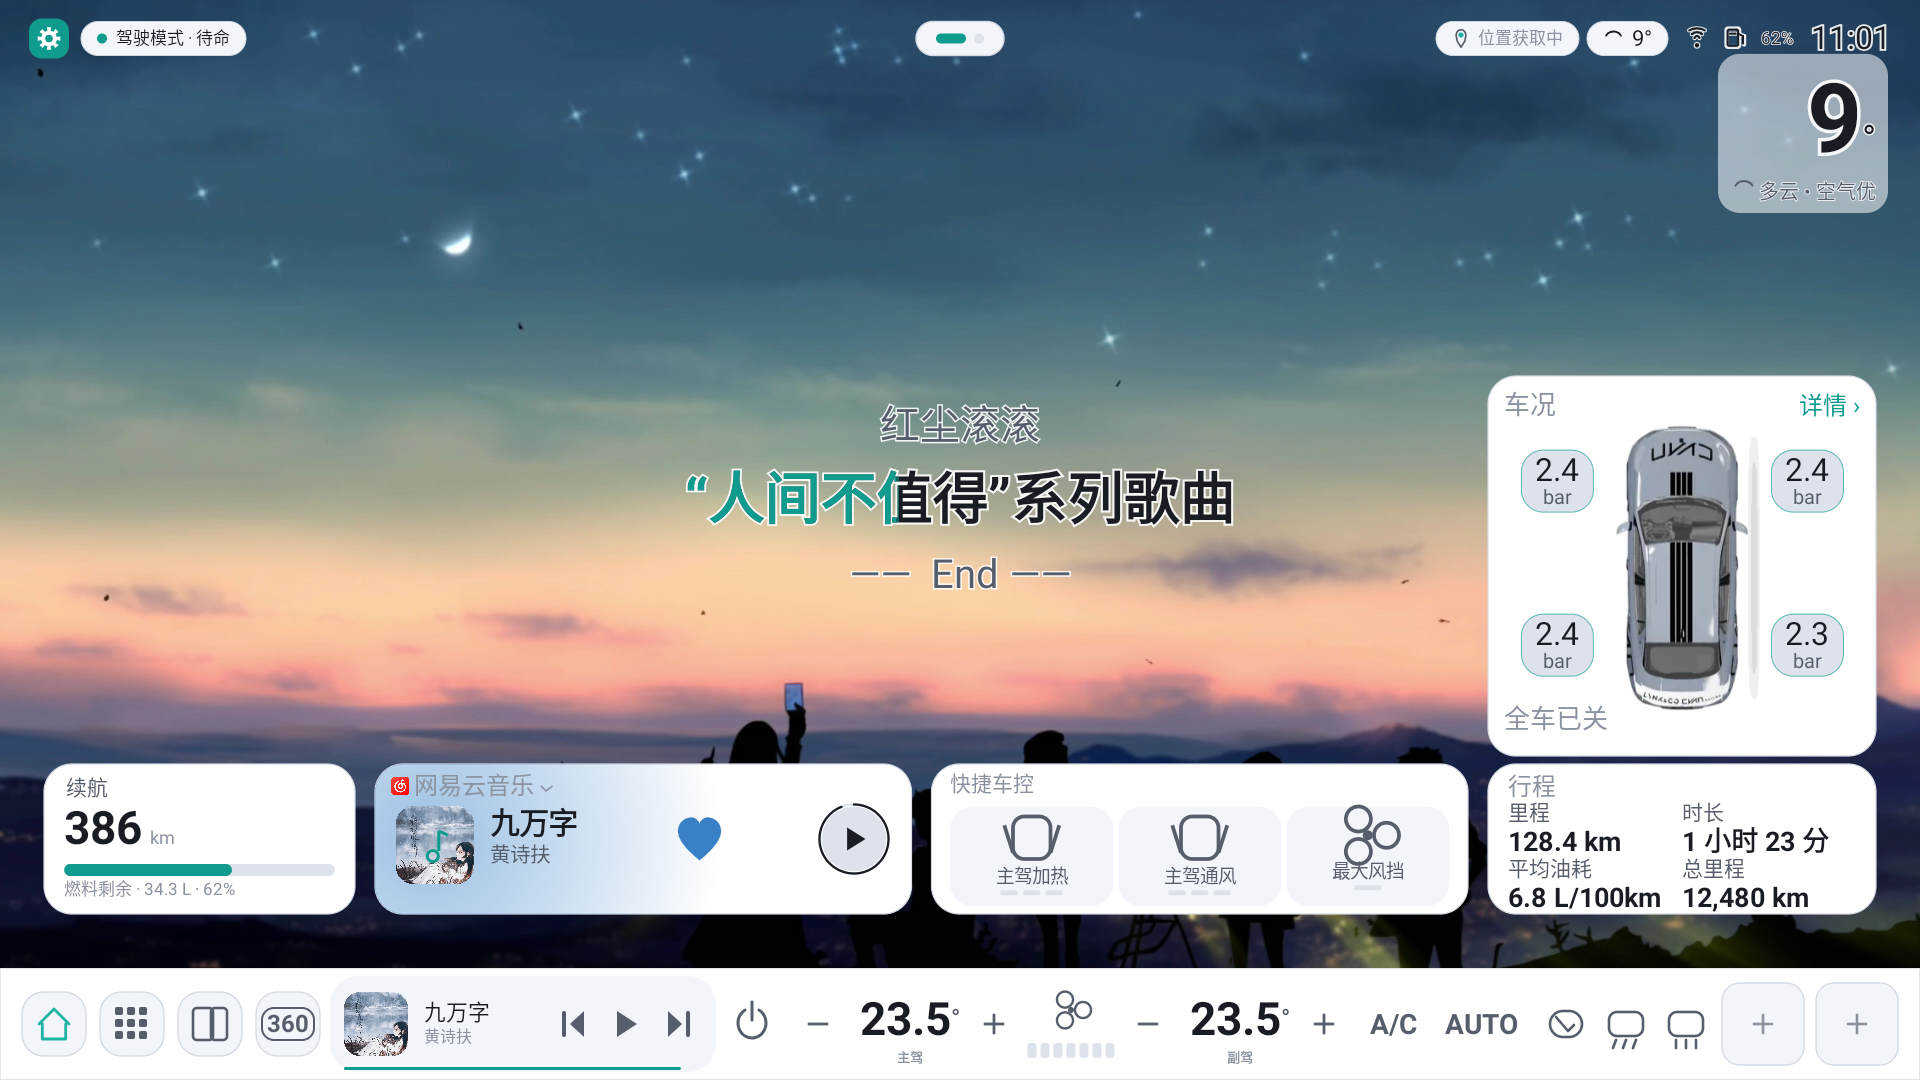 驾驶模式 · 待命
位置获取中
9°
62%
11:01
9°
多云 · 空气优
红尘滚滚
“人间不值得”系列歌曲
—— End ——
车况
详情 ›
2.4
bar
2.4
bar
2.4
bar
2.3
bar
全车已关
续航
386 km
燃料剩余 · 34.3 L · 62%
网易云音乐
九万字
黄诗扶
快捷车控
主驾加热
主驾通风
最大风挡
行程
里程
128.4 km
时长
1 小时 23 分
平均油耗
6.8 L/100km
总里程
12,480 km
360
九万字
黄诗扶
23.5°
主驾
23.5°
副驾
A/C
AUTO